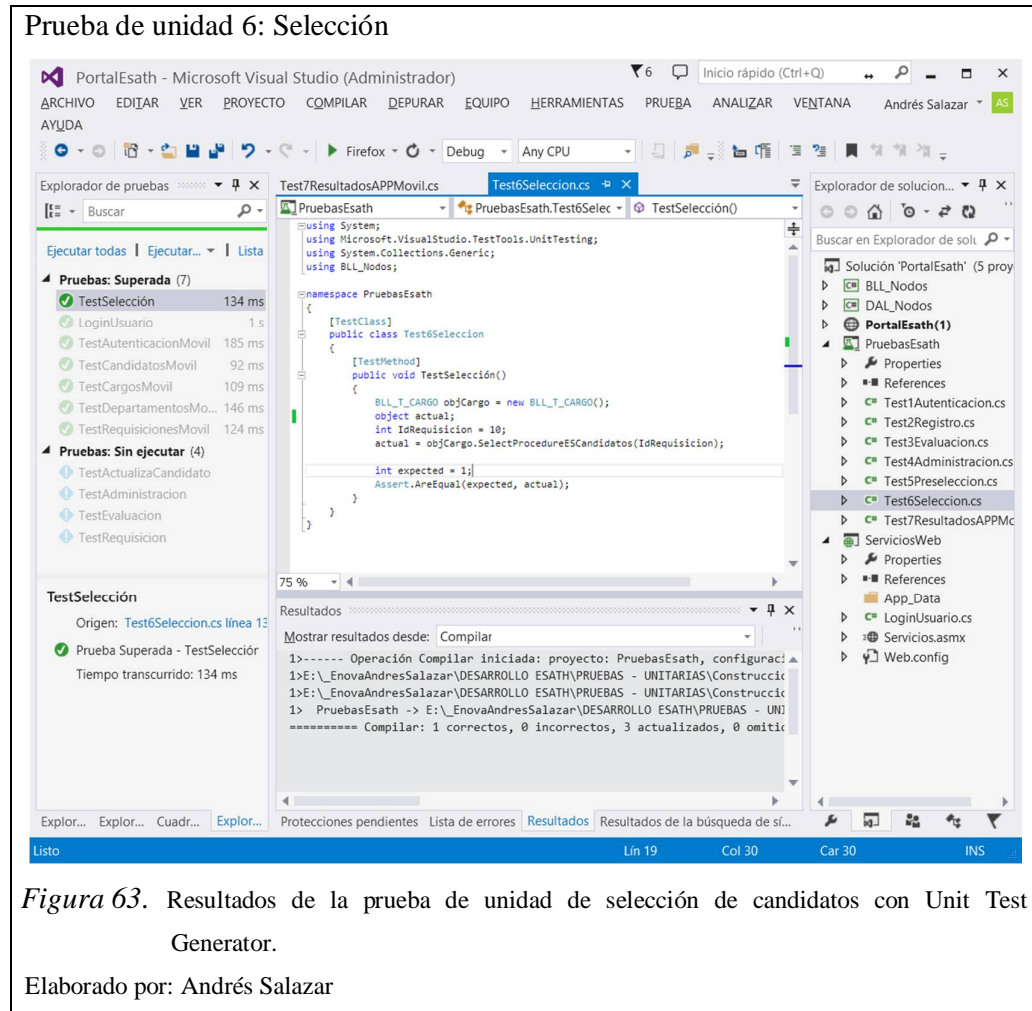 Prueba de unidad 6: Selección
PortalEsath - Microsoft Visual Studio (Administrador)
6
Inicio rápido (Ctrl+Q)
ARCHIVO EDITAR VER PROYECTO COMPILAR DEPURAR EQUIPO HERRAMIENTAS PRUEBA ANALIZAR VENTANA Andrés Salazar AS
AYUDA
Firefox Debug Any CPU
Explorador de pruebas
Buscar
Ejecutar todas | Ejecutar... | Lista
Pruebas: Superada (7)
TestSelección 134 ms
LoginUsuario 1 s
TestAutenticacionMovil 185 ms
TestCandidatosMovil 92 ms
TestCargosMovil 109 ms
TestDepartamentosMo... 146 ms
TestRequisicionesMovil 124 ms
Pruebas: Sin ejecutar (4)
TestActualizaCandidato
TestAdministracion
TestEvaluacion
TestRequisicion
TestSelección
Origen: Test6Seleccion.cs línea 13
Prueba Superada - TestSelección
Tiempo transcurrido: 134 ms
Explor... Explor... Cuadr... Explor...
Test7ResultadosAPPMovil.cs Test6Seleccion.cs
PruebasEsath PruebasEsath.Test6Selec TestSelección()
using System;
using Microsoft.VisualStudio.TestTools.UnitTesting;
using System.Collections.Generic;
using BLL_Nodos;
namespace PruebasEsath
{
[TestClass]
public class Test6Seleccion
{
[TestMethod]
public void TestSelección()
{
BLL_T_CARGO objCargo = new BLL_T_CARGO();
object actual;
int IdRequisicion = 10;
actual = objCargo.SelectProcedureESCandidatos(IdRequisicion);
int expected = 1;
Assert.AreEqual(expected, actual);
}
}
}
75 %
Resultados
Mostrar resultados desde: Compilar
1>------ Operación Compilar iniciada: proyecto: PruebasEsath, configuraci
1>E:\_EnovaAndresSalazar\DESARROLLO ESATH\PRUEBAS - UNITARIAS\Construccio
1>E:\_EnovaAndresSalazar\DESARROLLO ESATH\PRUEBAS - UNITARIAS\Construccio
1> PruebasEsath -> E:\_EnovaAndresSalazar\DESARROLLO ESATH\PRUEBAS - UNI
========== Compilar: 1 correctos, 0 incorrectos, 3 actualizados, 0 omitid
Protecciones pendientes Lista de errores Resultados Resultados de la búsqueda de sí...
Explorador de solucion...
Buscar en Explorador de solu
Solución 'PortalEsath' (5 proy
BLL_Nodos
DAL_Nodos
PortalEsath(1)
PruebasEsath
Properties
References
Test1Autenticacion.cs
Test2Registro.cs
Test3Evaluacion.cs
Test4Administracion.cs
Test5Preseleccion.cs
Test6Seleccion.cs
Test7ResultadosAPPMo
ServiciosWeb
Properties
References
App_Data
LoginUsuario.cs
Servicios.asmx
Web.config
Listo Lín 19 Col 30 Car 30 INS
Figura 63. Resultados de la prueba de unidad de selección de candidatos con Unit Test
Generator.
Elaborado por: Andrés Salazar